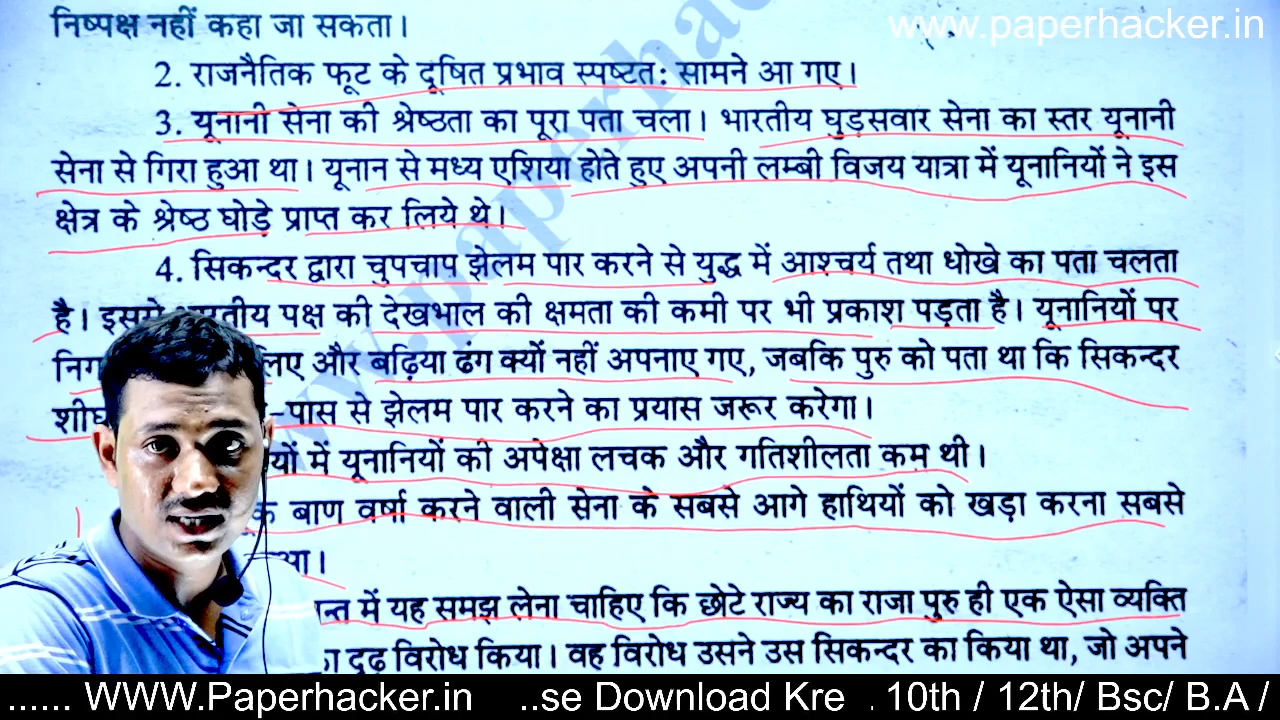 निष्पक्ष नहीं कहा जा सकता।
www.paperhacker.in
2. राजनैतिक फूट के दूषित प्रभाव स्पष्टतः सामने आ गए।
3. यूनानी सेना की श्रेष्ठता का पूरा पता चला। भारतीय घुड़सवार सेना का स्तर यूनानी
सेना से गिरा हुआ था। यूनान से मध्य एशिया होते हुए अपनी लम्बी विजय यात्रा में यूनानियों ने इस
क्षेत्र के श्रेष्ठ घोड़े प्राप्त कर लिये थे।
4. सिकन्दर द्वारा चुपचाप झेलम पार करने से युद्ध में आश्चर्य तथा धोखे का पता चलता
है। पक्ष की देखभाल की क्षमता की कमी पर भी प्रकाश पड़ता है। यूनानियों पर
लिए और बढ़िया ढंग क्यों नहीं अपनाए गए, जबकि पुरु को पता था कि सिकन्दर
-पास से झेलम पार करने का प्रयास जरूर करेगा।
में यूनानियों की अपेक्षा लचक और गतिशीलता कम थी।
बाण वर्षा करने वाली सेना के सबसे आगे हाथियों को खड़ा करना सबसे
में यह समझ लेना चाहिए कि छोटे राज्य का राजा पुरु ही एक ऐसा व्यक्ति
दृढ़ विरोध किया। वह विरोध उसने उस सिकन्दर का किया था, जो अपने
...... WWW.Paperhacker.in ..se Download Kre . 10th / 12th/ Bsc/ B.A /